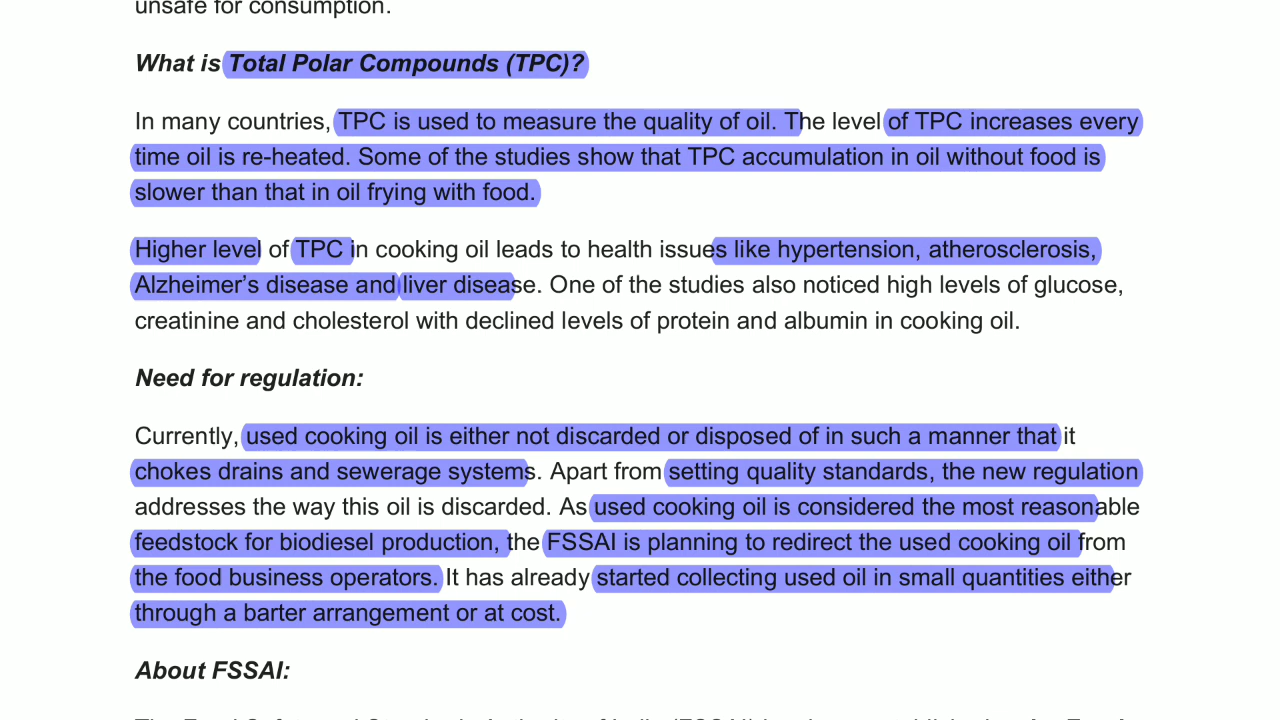 unsafe for consumption.
What is Total Polar Compounds (TPC)?
In many countries, TPC is used to measure the quality of oil. The level of TPC increases every
time oil is re-heated. Some of the studies show that TPC accumulation in oil without food is
slower than that in oil frying with food.
Higher level of TPC in cooking oil leads to health issues like hypertension, atherosclerosis,
Alzheimer’s disease and liver disease. One of the studies also noticed high levels of glucose,
creatinine and cholesterol with declined levels of protein and albumin in cooking oil.
Need for regulation:
Currently, used cooking oil is either not discarded or disposed of in such a manner that it
chokes drains and sewerage systems. Apart from setting quality standards, the new regulation
addresses the way this oil is discarded. As used cooking oil is considered the most reasonable
feedstock for biodiesel production, the FSSAI is planning to redirect the used cooking oil from
the food business operators. It has already started collecting used oil in small quantities either
through a barter arrangement or at cost.
About FSSAI: